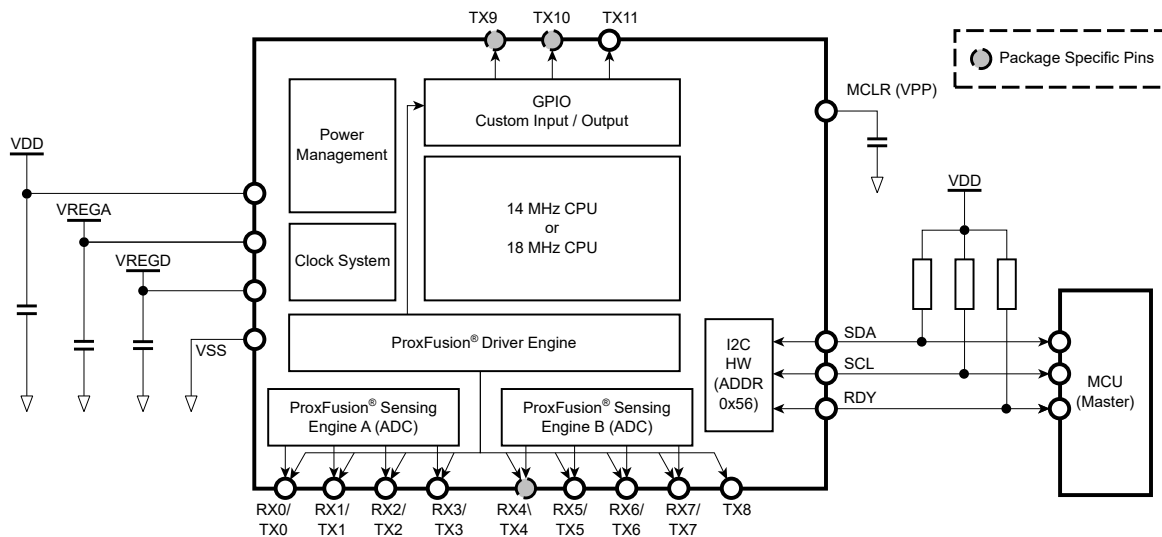 TX9 TX10 TX11
Package Specific Pins
MCLR (VPP)
GPIO
Custom Input / Output
Power
Management
VDD
VREGA
VREGD
VSS
14 MHz CPU
or
18 MHz CPU
Clock System
ProxFusion® Driver Engine
ProxFusion® Sensing
Engine A (ADC)
ProxFusion® Sensing
Engine B (ADC)
I2C
HW
(ADDR
0x56)
VDD
SDA
SCL
RDY
MCU
(Master)
RX0/ RX1/ RX2/ RX3/ RX4\ RX5/ RX6/ RX7/ TX8
TX0 TX1 TX2 TX3 TX4 TX5 TX6 TX7